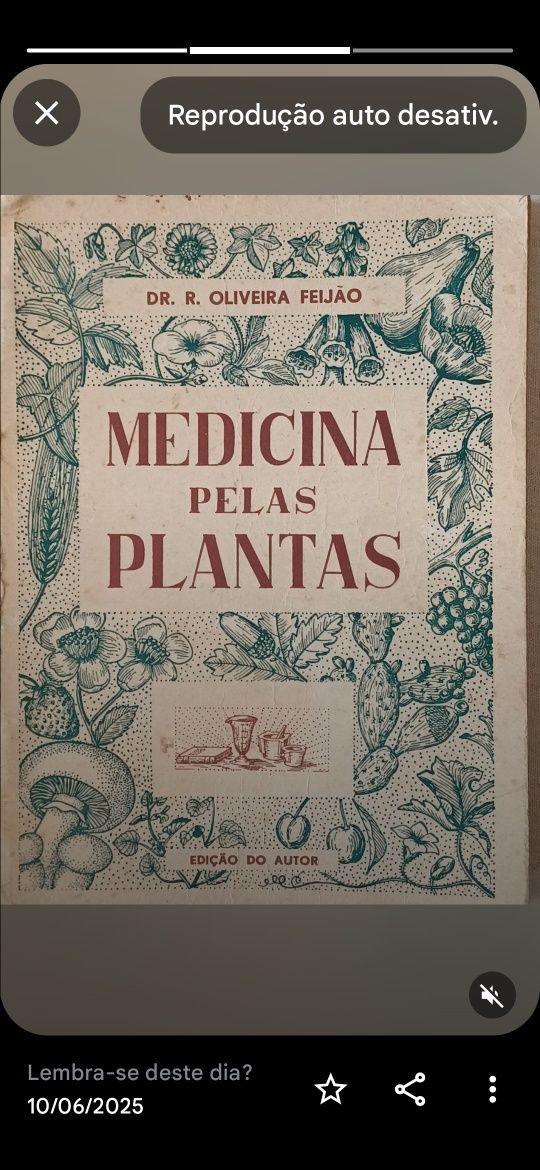 Reprodução auto desativ.
DR. R. OLIVEIRA FEIJÃO
MEDICINA
PELAS
PLANTAS
EDIÇÃO DO AUTOR
Lembra-se deste dia?
10/06/2025